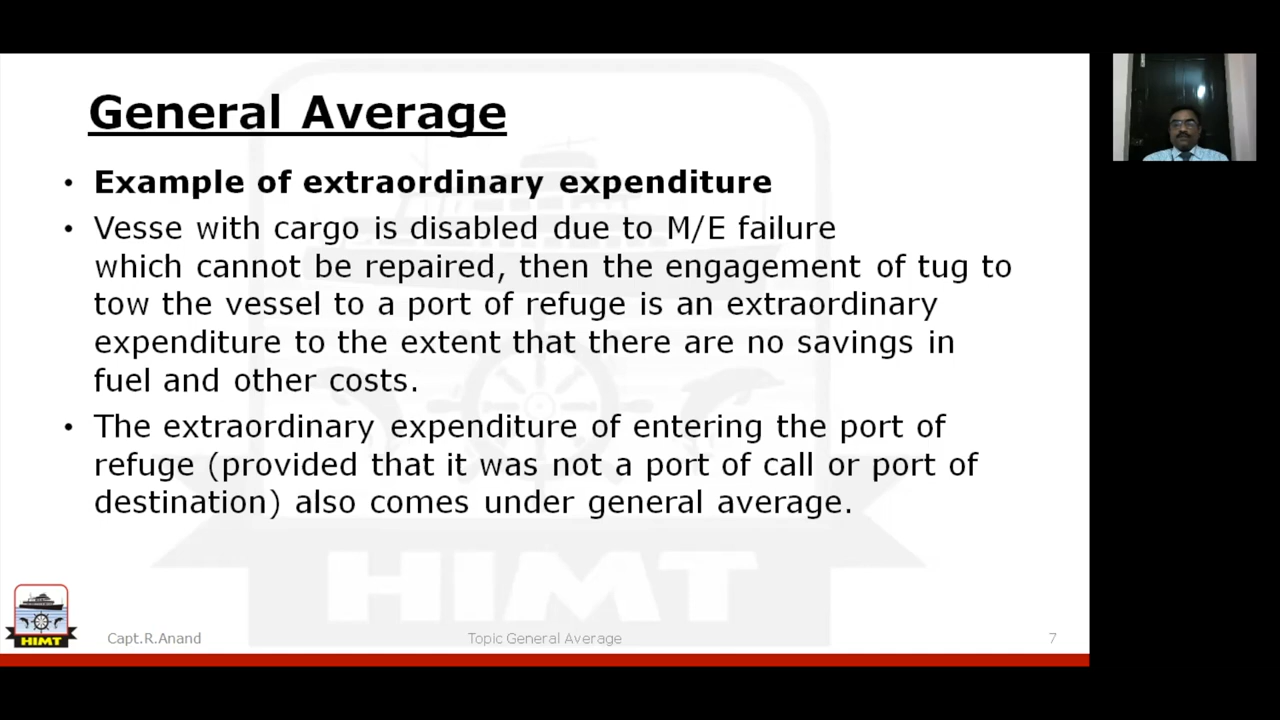 General Average
• Example of extraordinary expenditure
• Vesse with cargo is disabled due to M/E failure
which cannot be repaired, then the engagement of tug to
tow the vessel to a port of refuge is an extraordinary
expenditure to the extent that there are no savings in
fuel and other costs.
• The extraordinary expenditure of entering the port of
refuge (provided that it was not a port of call or port of
destination) also comes under general average.
HIMT
HIMT
Capt.R.Anand
Topic General Average
7